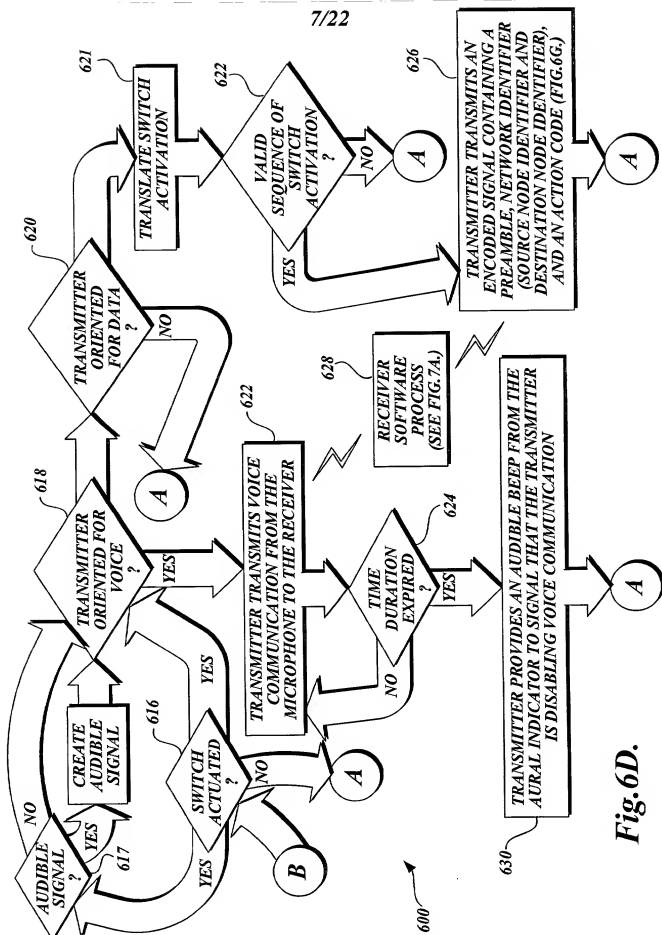 7/22
AUDIBLE
SIGNAL
?
617
NO
YES
CREATE
AUDIBLE
SIGNAL
B
616
SWITCH
ACTUATED
?
YES
YES
NO
A
618
TRANSMITTER
ORIENTED FOR
VOICE
?
YES
620
TRANSMITTER
ORIENTED
FOR DATA
?
NO
A
621
TRANSLATE SWITCH
ACTIVATION
622
VALID
SEQUENCE OF
SWITCH
ACTIVATION
?
YES
NO
A
622
TRANSMITTER TRANSMITS VOICE
COMMUNICATION FROM THE
MICROPHONE TO THE RECEIVER
624
TIME
DURATION
EXPIRED
?
NO
YES
628
RECEIVER
SOFTWARE
PROCESS
(SEE FIG.7A.)
626
TRANSMITTER TRANSMITS AN
ENCODED SIGNAL CONTAINING A
PREAMBLE, NETWORK IDENTIFIER
(SOURCE NODE IDENTIFIER AND
DESTINATION NODE IDENTIFIER),
AND AN ACTION CODE (FIG.6G.)
A
630
TRANSMITTER PROVIDES AN AUDIBLE BEEP FROM THE
AURAL INDICATOR TO SIGNAL THAT THE TRANSMITTER
IS DISABLING VOICE COMMUNICATION
A
600
Fig.6D.